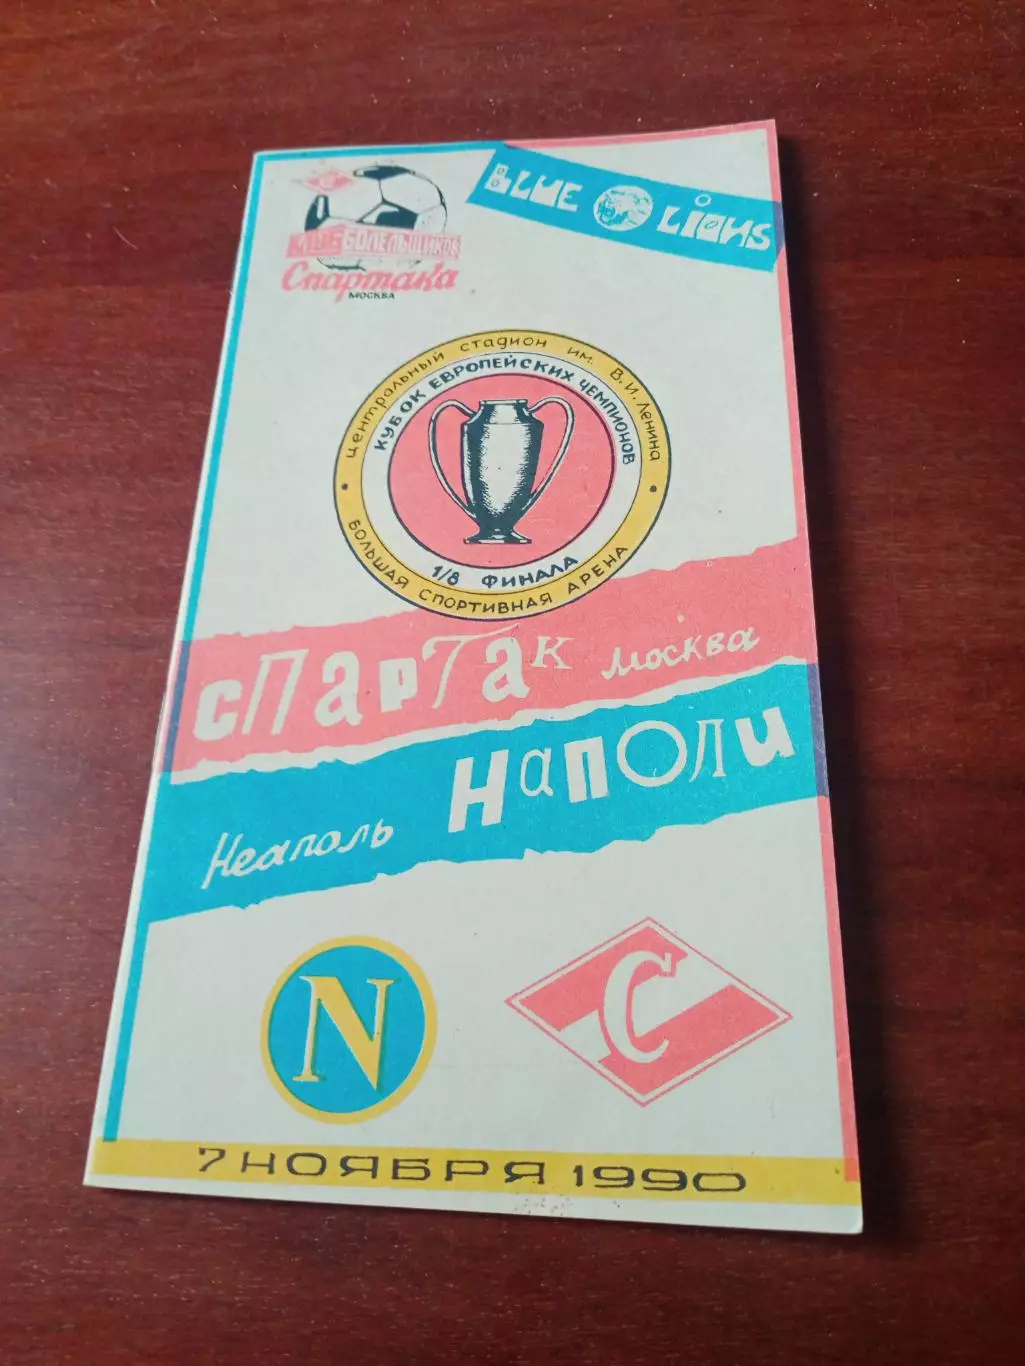 КЛУБ БОЛЕЛЬЩИКОВ
Спартака
МОСКВА
BLUE LIONS
центральный стадион им. В.И.Ленина
КУБОК ЕВРОПЕЙСКИХ ЧЕМПИОНОВ
1/8 ФИНАЛА
БОЛЬШАЯ СПОРТИВНАЯ АРЕНА
СПАРТАК Москва
Неаполь НАПОЛИ
N
С
7 НОЯБРЯ 1990